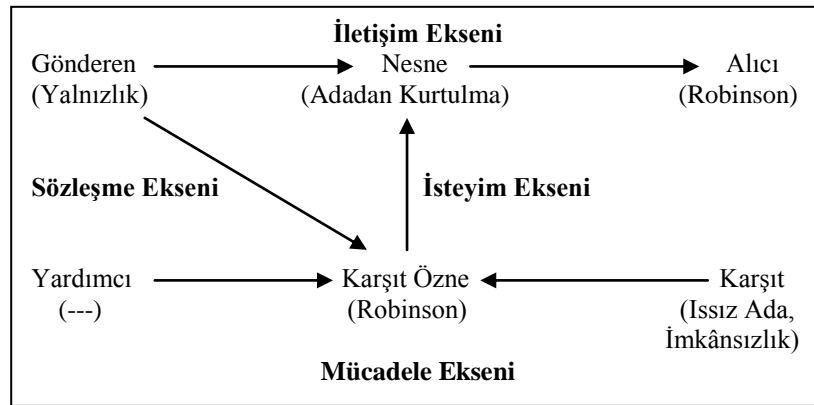 İletişim Ekseni
Gönderen Nesne Alıcı
(Yalnızlık) (Adadan Kurtulma) (Robinson)
Sözleşme Ekseni İsteyim Ekseni
Yardımcı Karşıt Özne Karşıt
(---) (Robinson) (Issız Ada,
İmkânsızlık)
Mücadele Ekseni